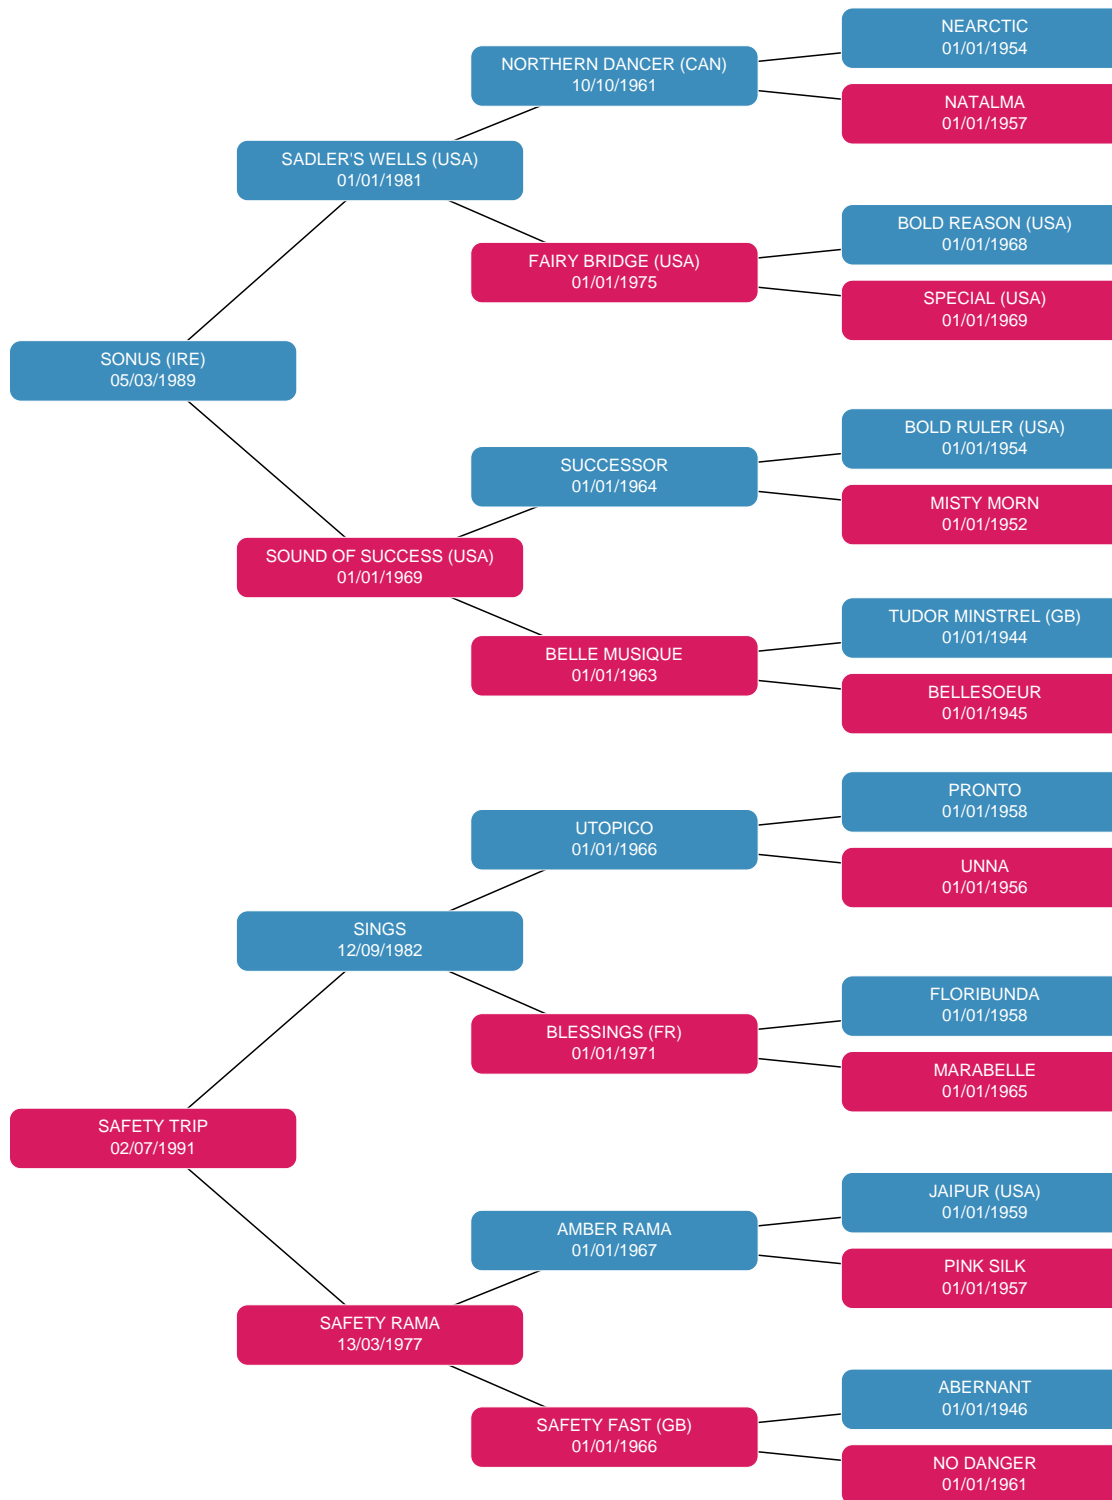 NEARCTIC
01/01/1954
NORTHERN DANCER (CAN)
10/10/1961
NATALMA
01/01/1957
SADLER'S WELLS (USA)
01/01/1981
BOLD REASON (USA)
01/01/1968
FAIRY BRIDGE (USA)
01/01/1975
SPECIAL (USA)
01/01/1969
SONUS (IRE)
05/03/1989
BOLD RULER (USA)
01/01/1954
SUCCESSOR
01/01/1964
MISTY MORN
01/01/1952
SOUND OF SUCCESS (USA)
01/01/1969
TUDOR MINSTREL (GB)
01/01/1944
BELLE MUSIQUE
01/01/1963
BELLESOEUR
01/01/1945
PRONTO
01/01/1958
UTOPICO
01/01/1966
UNNA
01/01/1956
SINGS
12/09/1982
FLORIBUNDA
01/01/1958
BLESSINGS (FR)
01/01/1971
MARABELLE
01/01/1965
SAFETY TRIP
02/07/1991
JAIPUR (USA)
01/01/1959
AMBER RAMA
01/01/1967
PINK SILK
01/01/1957
SAFETY RAMA
13/03/1977
ABERNANT
01/01/1946
SAFETY FAST (GB)
01/01/1966
NO DANGER
01/01/1961